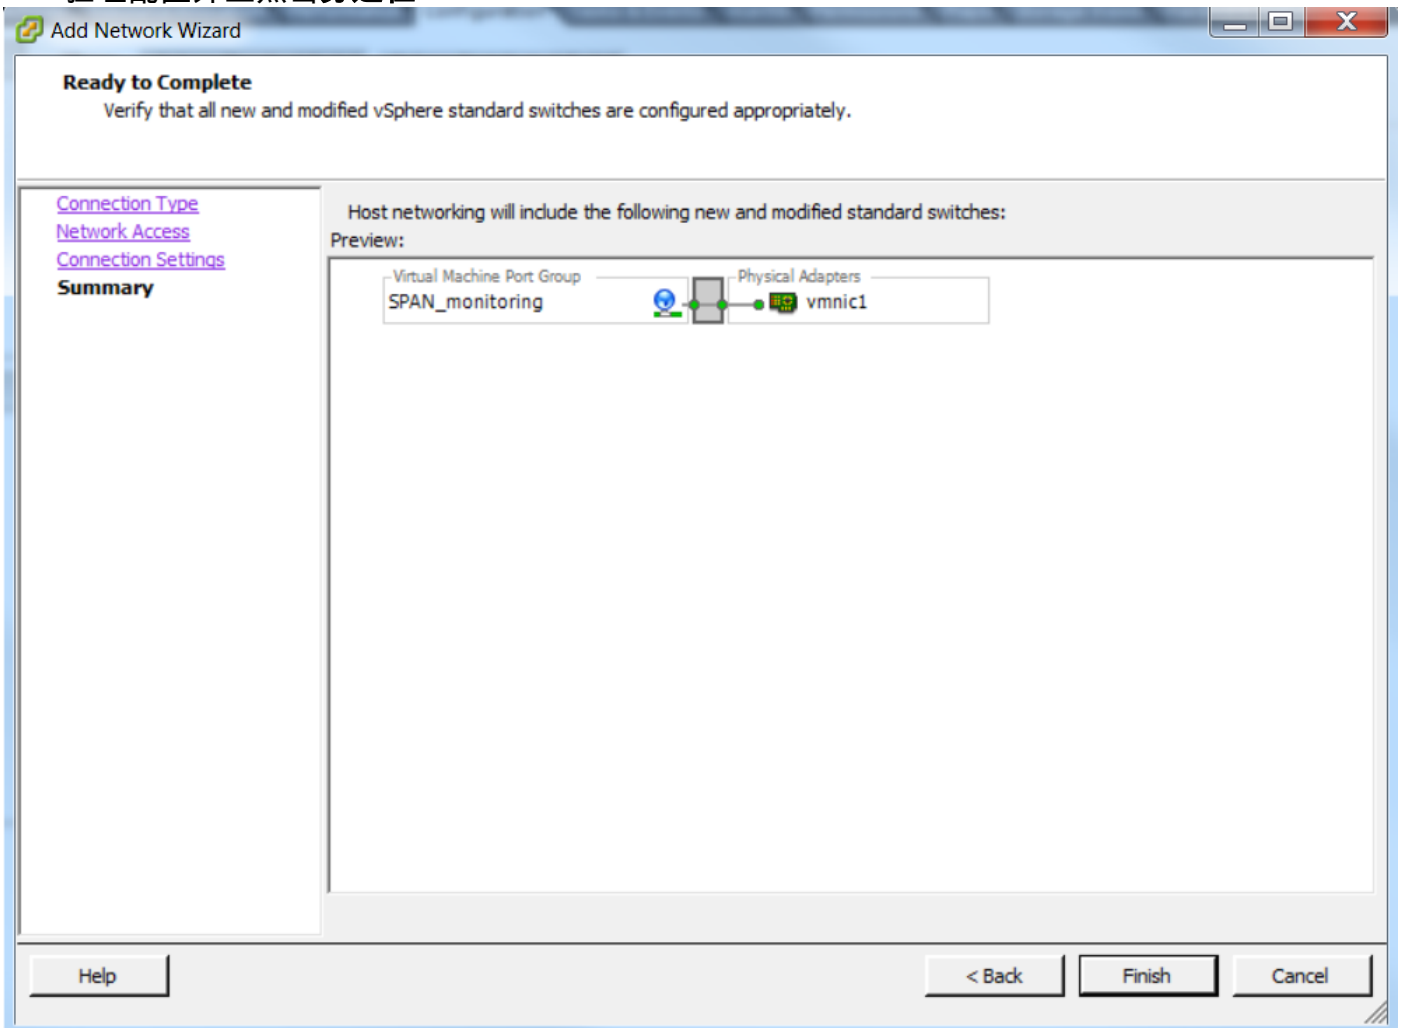 Add Network Wizard
Ready to Complete
Verify that all new and modified vSphere standard switches are configured appropriately.
Connection Type
Network Access
Connection Settings
Summary
Host networking will include the following new and modified standard switches:
Preview:
Virtual Machine Port Group
SPAN_monitoring
Physical Adapters
vmnic1
Help
< Back
Finish
Cancel